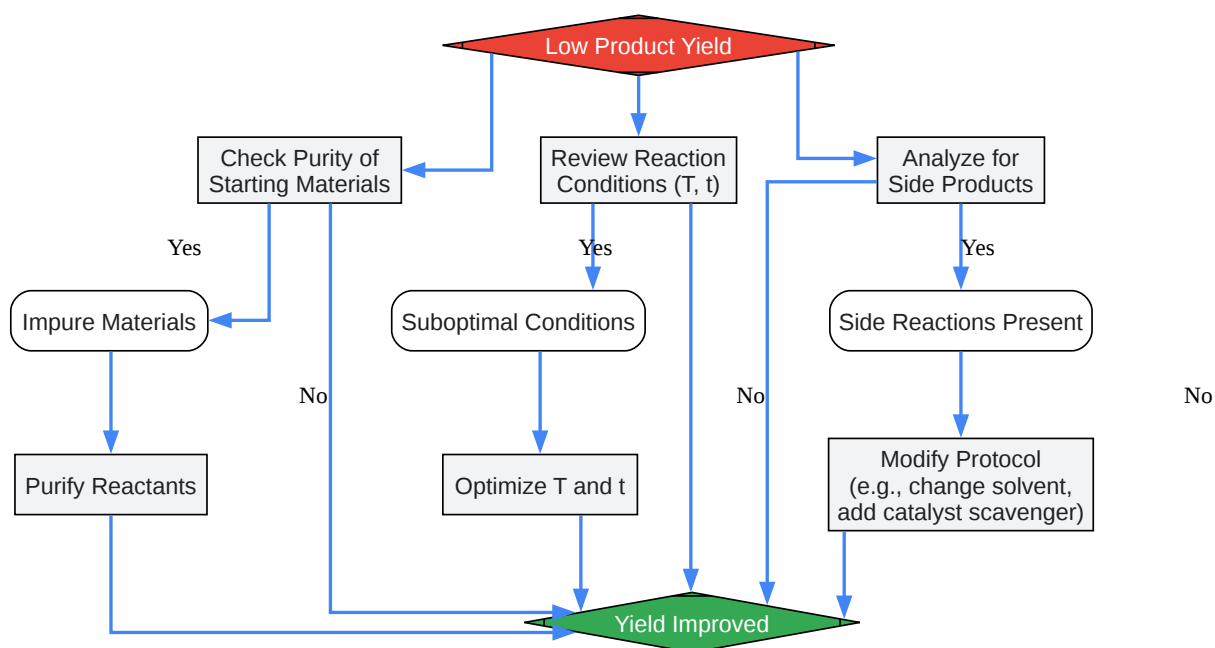 Low Product Yield
Check Purity of
Starting Materials
Review Reaction
Conditions (T, t)
Analyze for
Side Products
Yes
Yes
Yes
Impure Materials
Suboptimal Conditions
Side Reactions Present
No
No
No
Purify Reactants
Optimize T and t
Modify Protocol
(e.g., change solvent,
add catalyst scavenger)
Yield Improved